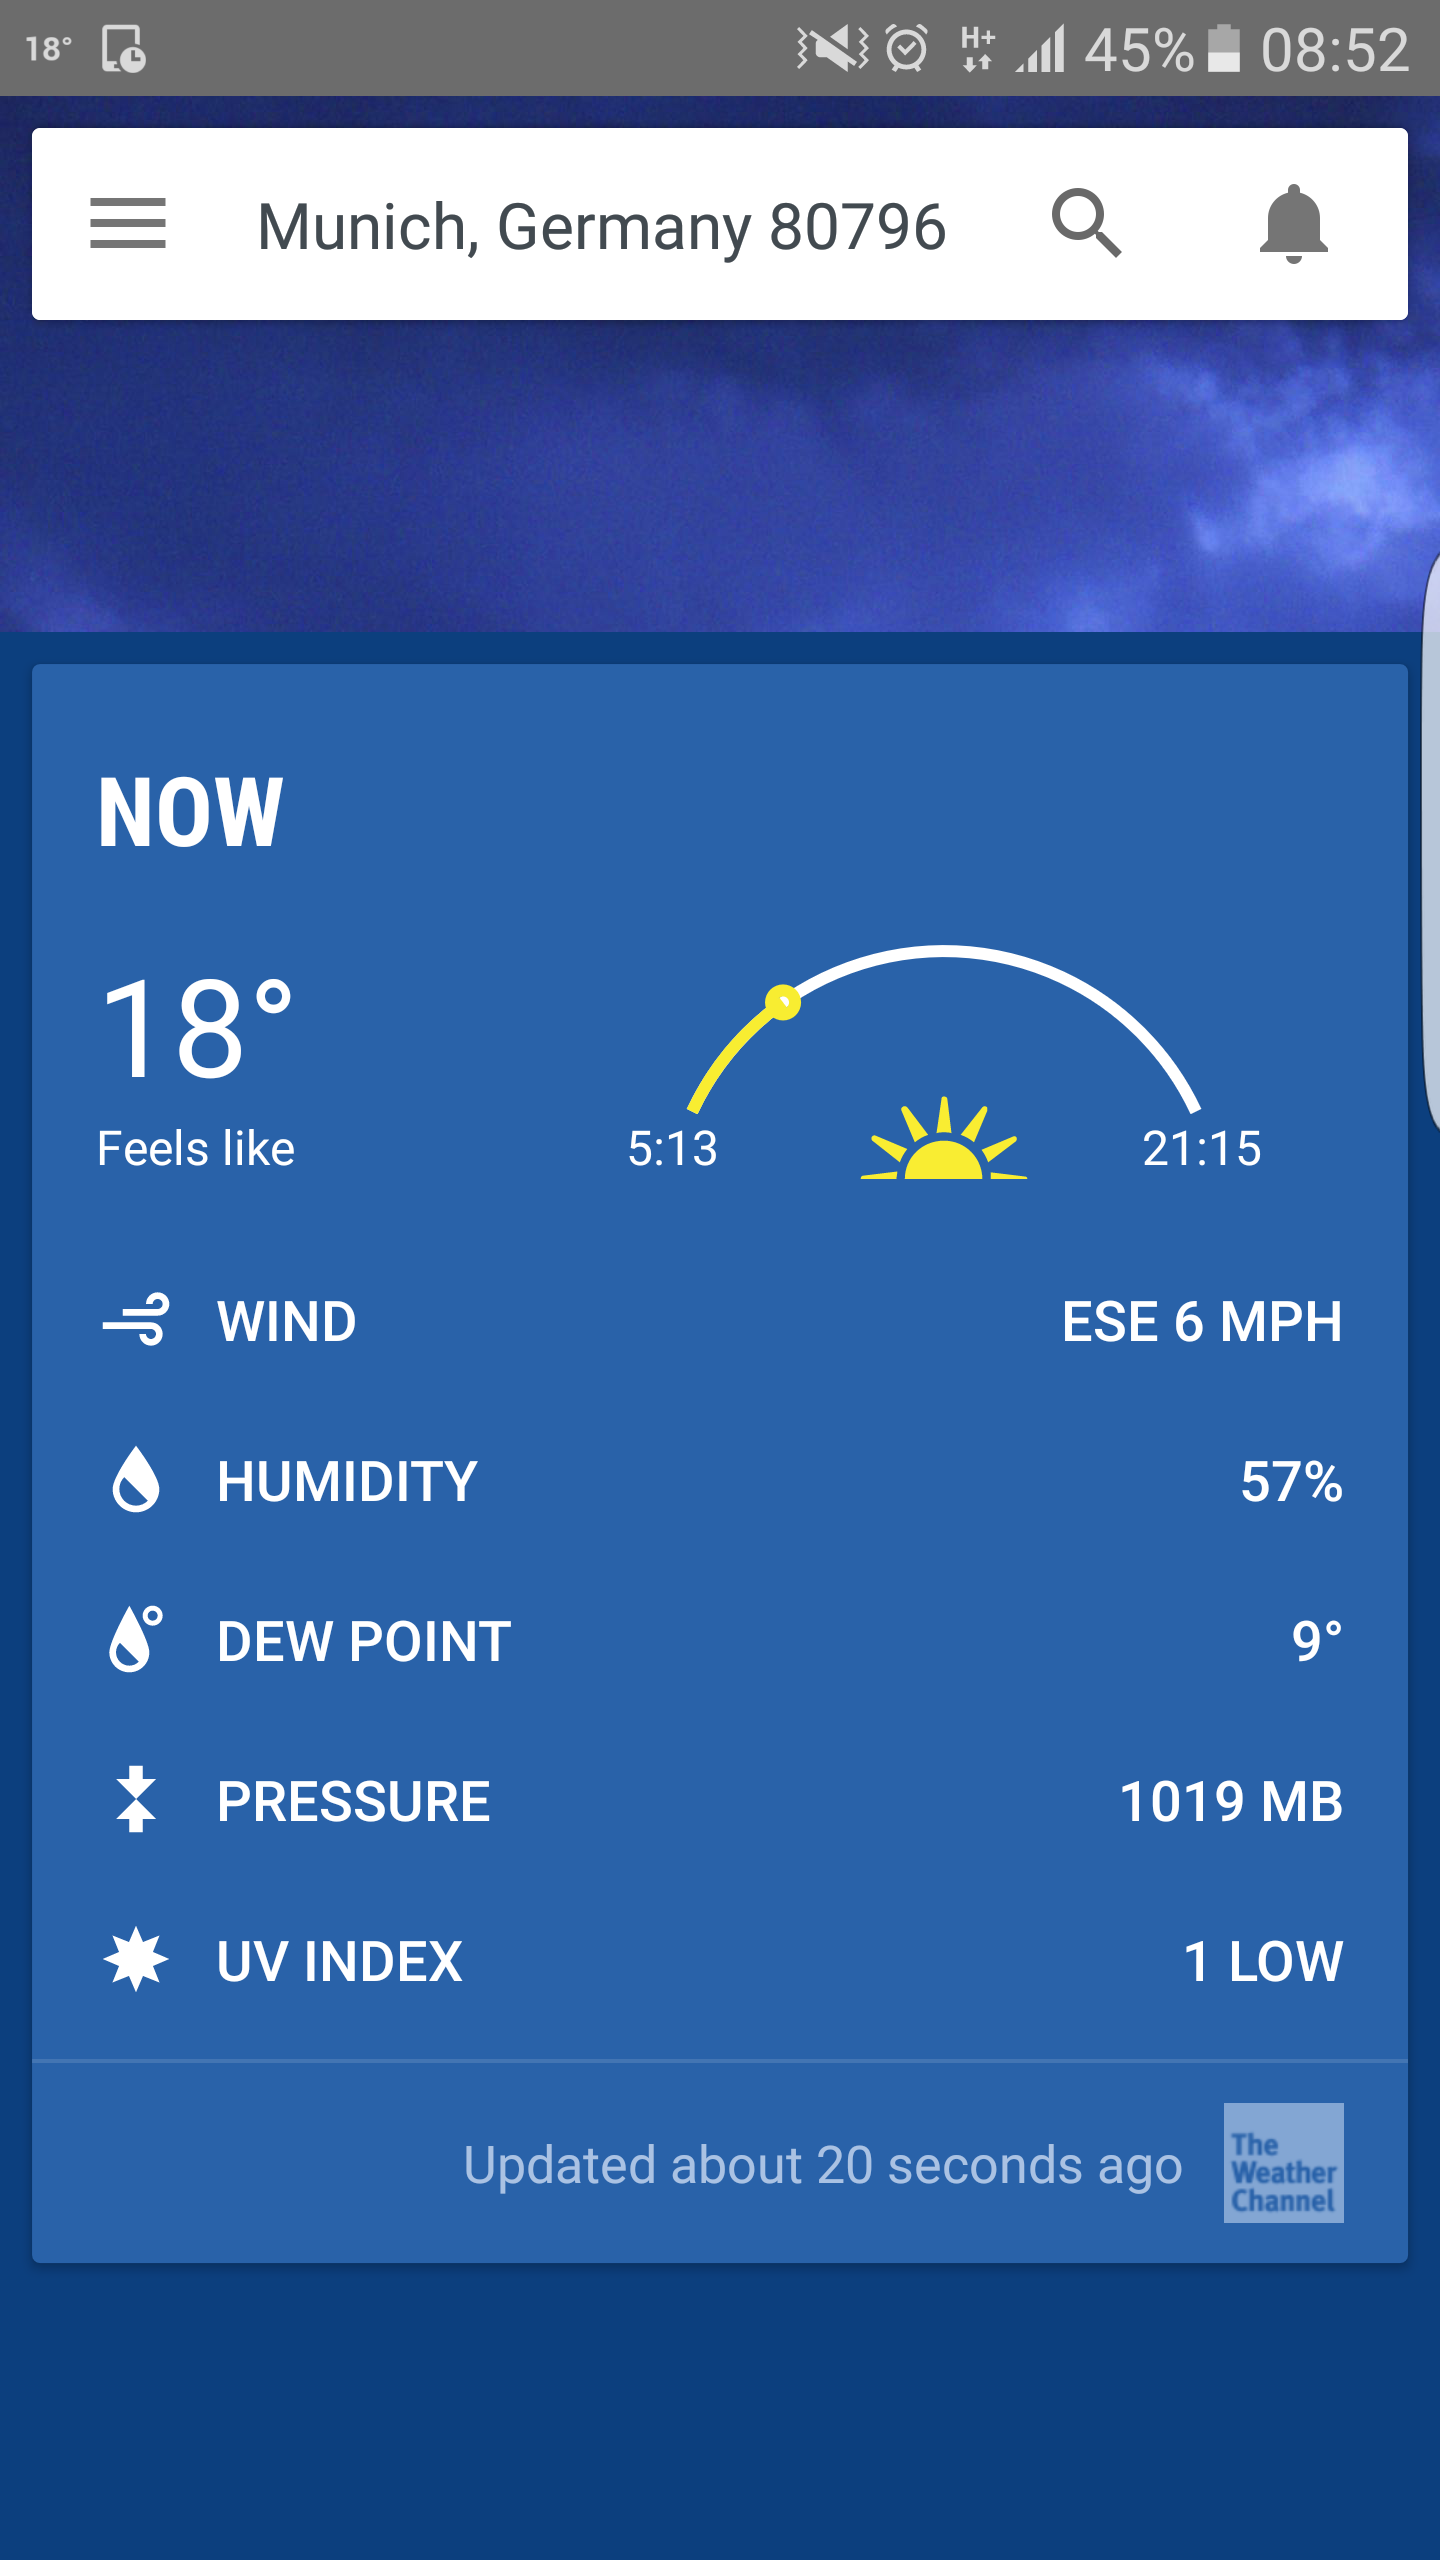 18° H+ 45% 08:52
Munich, Germany 80796
NOW
18°
Feels like
5:13 21:15
WIND ESE 6 MPH
HUMIDITY 57%
DEW POINT 9°
PRESSURE 1019 MB
UV INDEX 1 LOW
Updated about 20 seconds ago
The
Weather
Channel